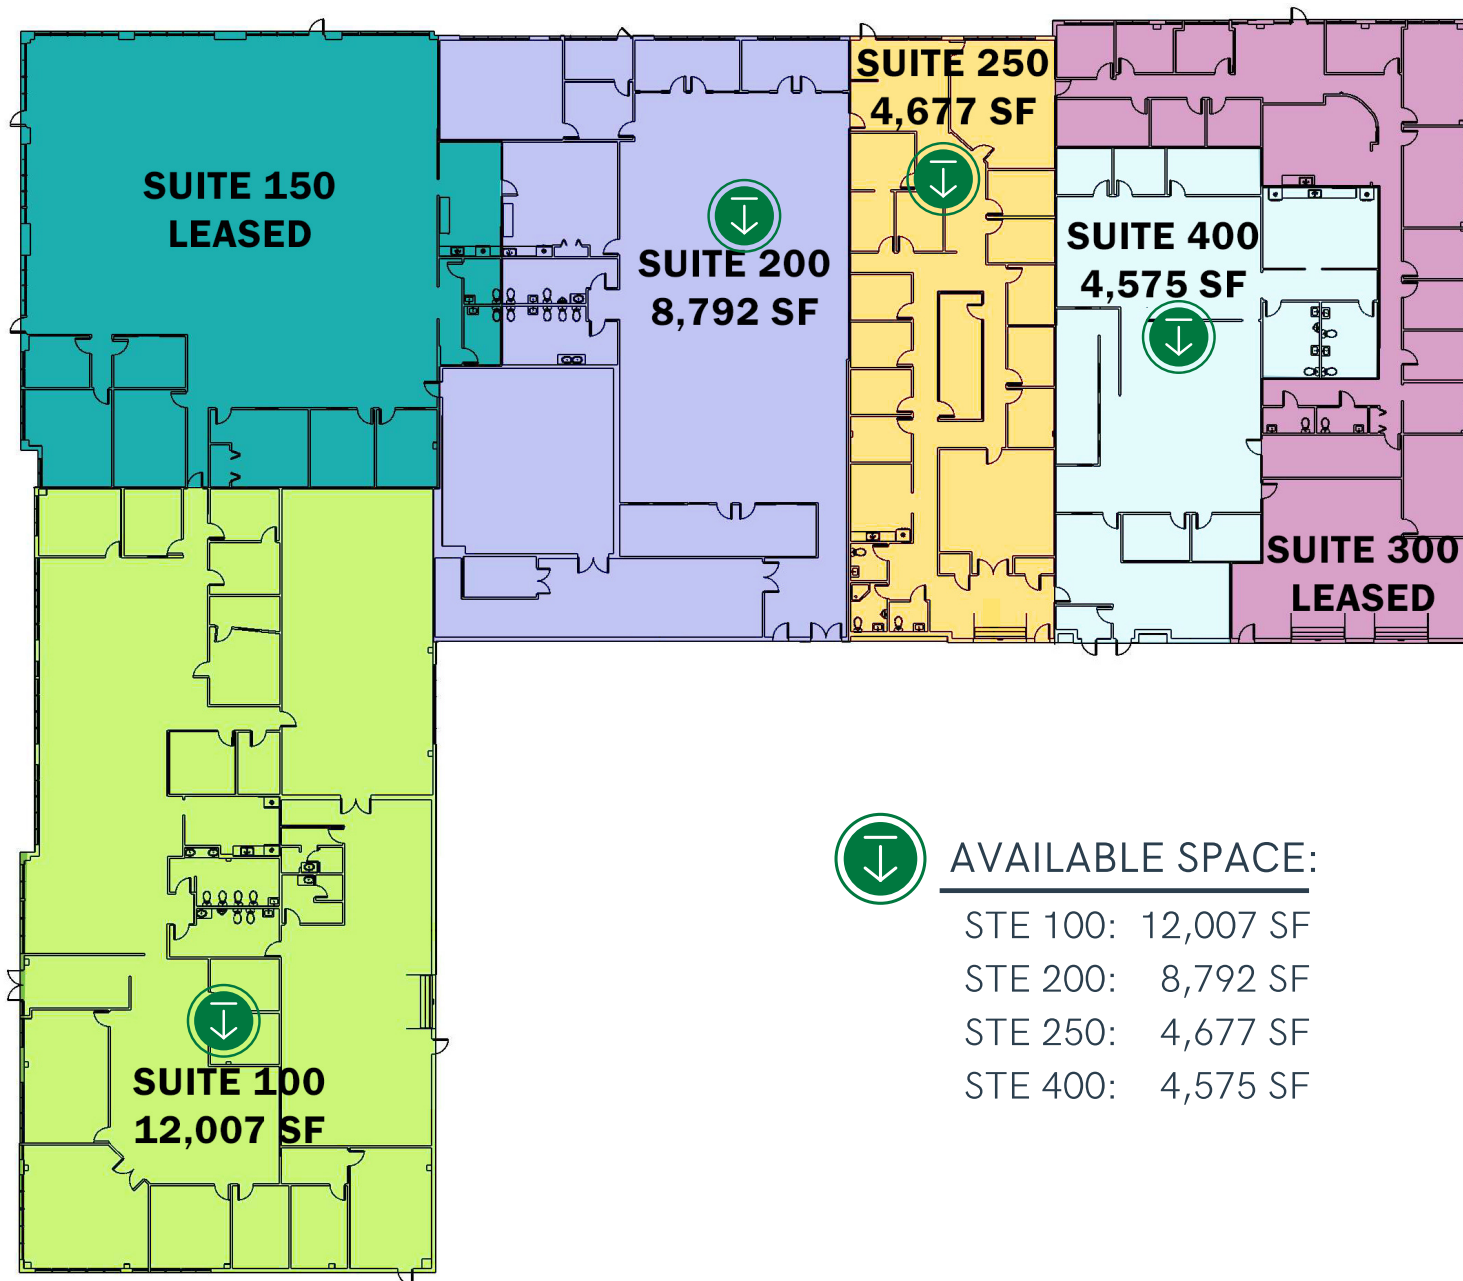 SUITE 150
LEASED
SUITE 200
8,792 SF
SUITE 250
4,677 SF
SUITE 400
4,575 SF
SUITE 300
LEASED
SUITE 100
12,007 SF
AVAILABLE SPACE:
STE 100: 12,007 SF
STE 200: 8,792 SF
STE 250: 4,677 SF
STE 400: 4,575 SF